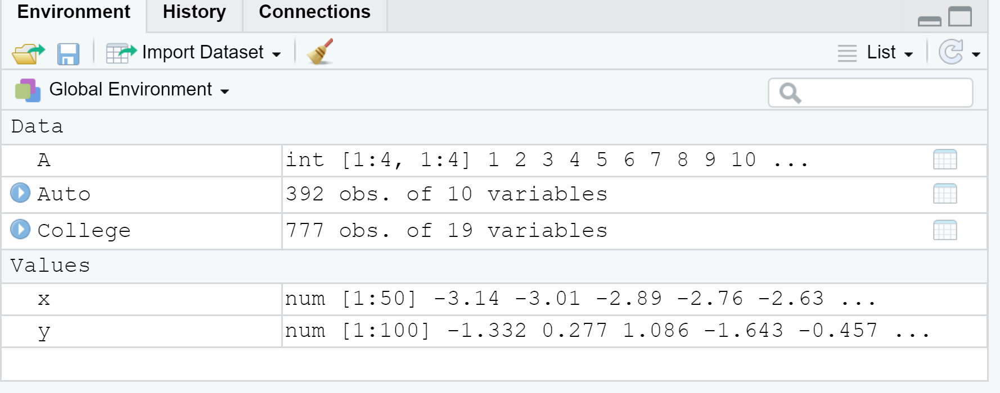 Environment History Connections
Import Dataset List
Global Environment
Data
A int [1:4, 1:4] 1 2 3 4 5 6 7 8 9 10 ...
Auto 392 obs. of 10 variables
College 777 obs. of 19 variables
Values
x num [1:50] -3.14 -3.01 -2.89 -2.76 -2.63 ...
y num [1:100] -1.332 0.277 1.086 -1.643 -0.457 ...